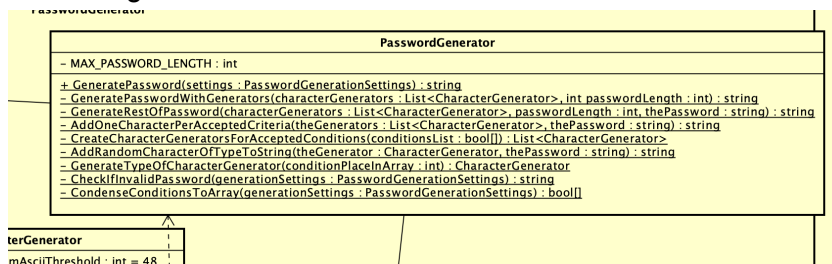 PasswordGenerator
PasswordGenerator
- MAX_PASSWORD_LENGTH : int
+ GeneratePassword(settings : PasswordGenerationSettings) : string
- GeneratePasswordWithGenerators(characterGenerators : List<CharacterGenerator>, int passwordLength : int) : string
- GenerateRestOfPassword(characterGenerators : List<CharacterGenerator>, passwordLength : int, thePassword : string) : string
- AddOneCharacterPerAcceptedCriteria(theGenerators : List<CharacterGenerator>, thePassword : string) : string
- CreateCharacterGeneratorsForAcceptedConditions(conditionsList : bool[]) : List<CharacterGenerator>
- AddRandomCharacterOfTypeToString(theGenerator : CharacterGenerator, thePassword : string) : string
- GenerateTypeOfCharacterGenerator(conditionPlaceInArray : int) : CharacterGenerator
- CheckIfInvalidPassword(generationSettings : PasswordGenerationSettings) : string
- CondenseConditionsToArray(generationSettings : PasswordGenerationSettings) : bool[]
terGenerator
mAsciiThreshold : int = 48